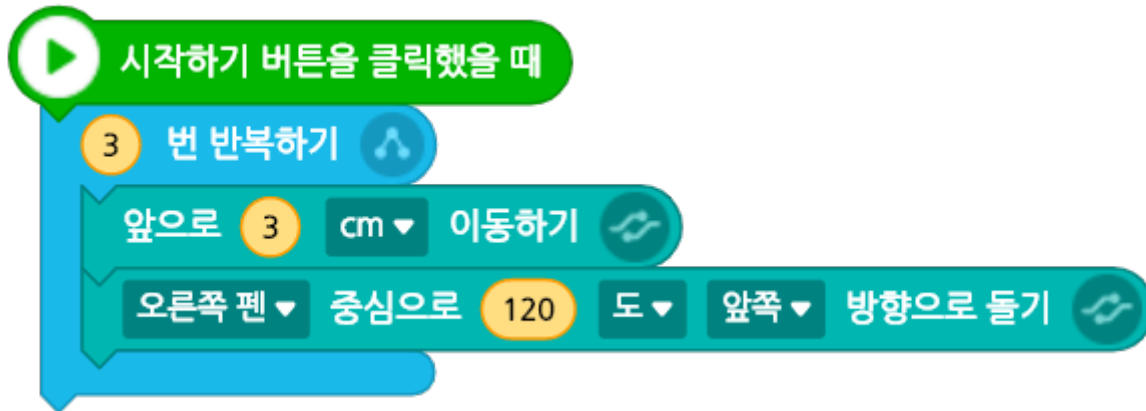 시작하기 버튼을 클릭했을 때
3 번 반복하기
앞으로 3 cm 이동하기
오른쪽 펜 중심으로 120 도 앞쪽 방향으로 돌기